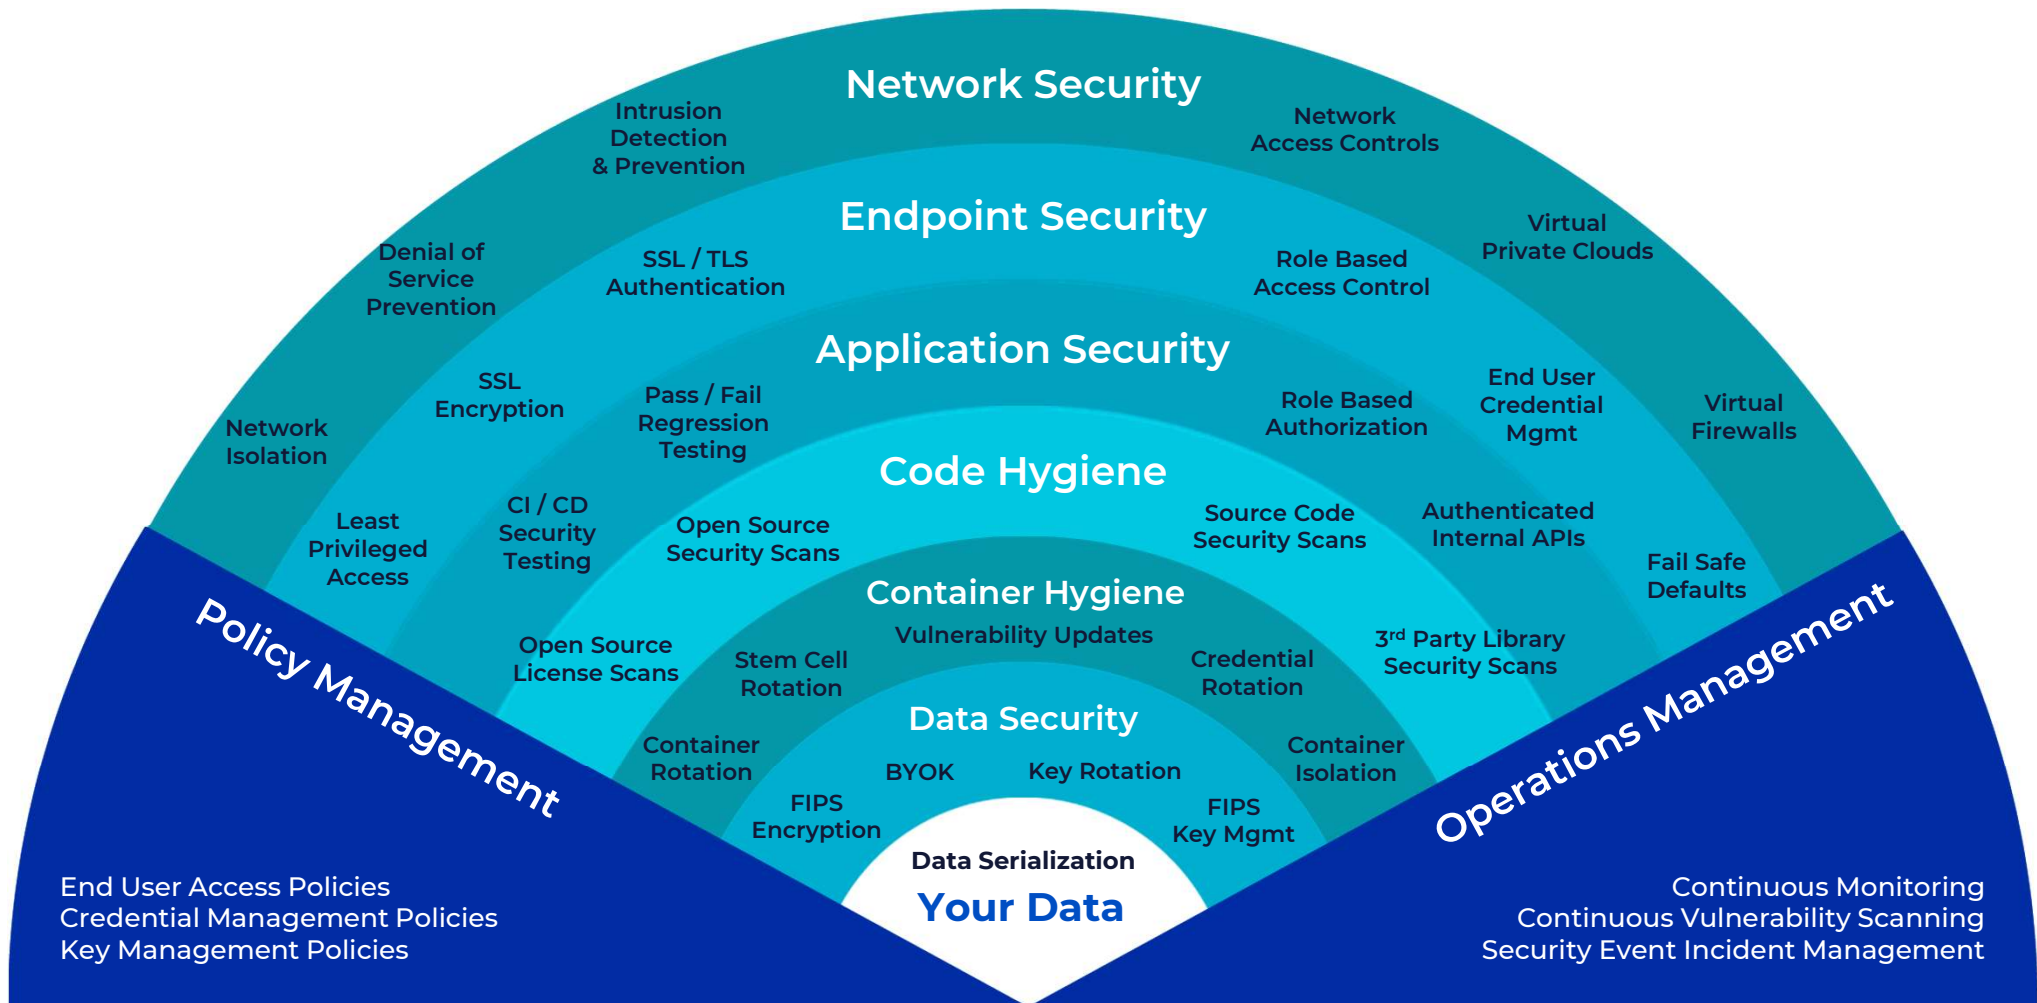 Network Security
Intrusion
Detection
& Prevention
Network
Access Controls
Denial of
Service
Prevention
Virtual
Private Clouds
Network
Isolation
Virtual
Firewalls
Endpoint Security
SSL / TLS
Authentication
Role Based
Access Control
SSL
Encryption
End User
Credential
Mgmt
Least
Privileged
Access
Fail Safe
Defaults
Application Security
Pass / Fail
Regression
Testing
Role Based
Authorization
CI / CD
Security
Testing
Authenticated
Internal APIs
Code Hygiene
Open Source
Security Scans
Source Code
Security Scans
Open Source
License Scans
3rd Party Library
Security Scans
Container Hygiene
Vulnerability Updates
Stem Cell
Rotation
Credential
Rotation
Container
Rotation
Container
Isolation
Data Security
BYOK
Key Rotation
FIPS
Encryption
FIPS
Key Mgmt
Data Serialization
Your Data
Policy Management
End User Access Policies
Credential Management Policies
Key Management Policies
Operations Management
Continuous Monitoring
Continuous Vulnerability Scanning
Security Event Incident Management